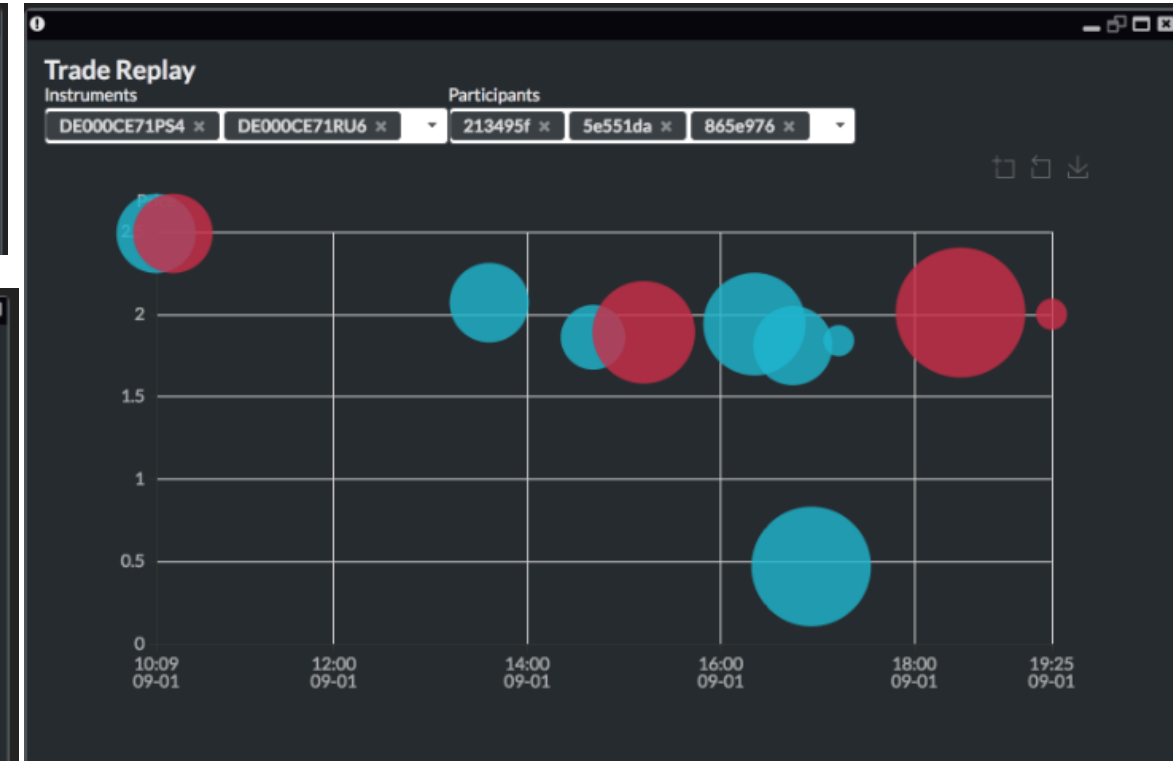 Trade Replay
Instruments
Participants
DE000CE71PS4 × DE000CE71RU6 ×
213495f × 5e551da × 865e976 ×
2
1.5
1
0.5
0
10:09 12:00 14:00 16:00 18:00 19:25
09-01 09-01 09-01 09-01 09-01 09-01